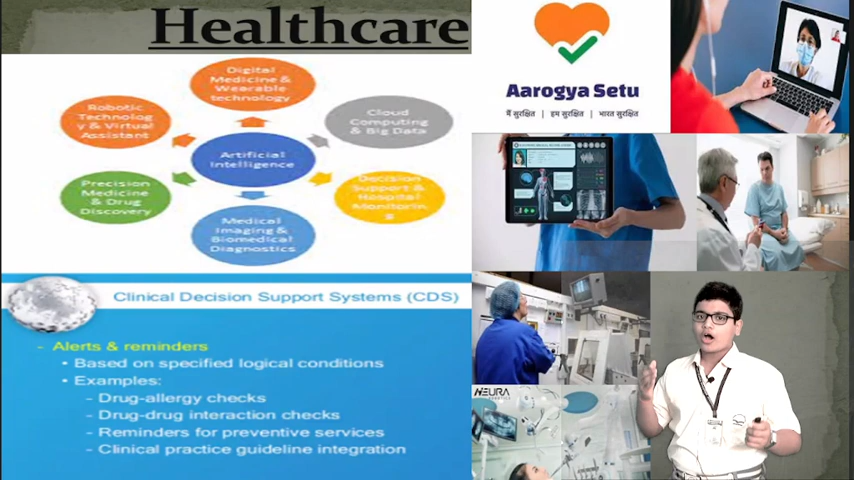 Healthcare
Digital
Medicine &
Wearable
technology
Robotic
Technolog
y & Virtual
Assistant
Cloud
Computing
& Big Data
Artificial
Intelligence
Precision
Medicine
& Drug
Discovery
Decision
Support &
Hospital
Monitorin
g
Medical
Imaging &
Biomedical
Diagnostics
Clinical Decision Support Systems (CDS)
- Alerts & reminders
• Based on specified logical conditions
• Examples:
- Drug-allergy checks
- Drug-drug interaction checks
- Reminders for preventive services
- Clinical practice guideline integration
Aarogya Setu
मैं सुरक्षित | हम सुरक्षित | भारत सुरक्षित
NEURA